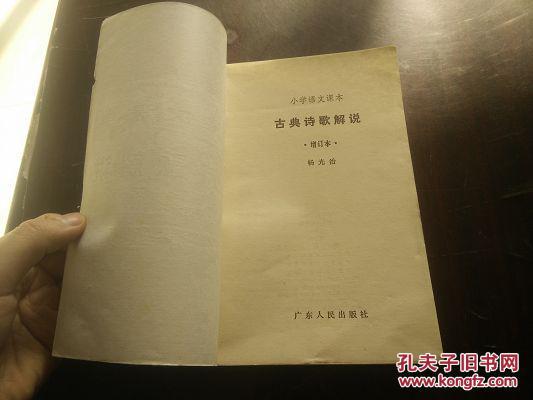 小学语文课本
古典诗歌解说
·增订本·
杨光治
广东人民出版社
孔夫子旧书网
www.kongfz.com